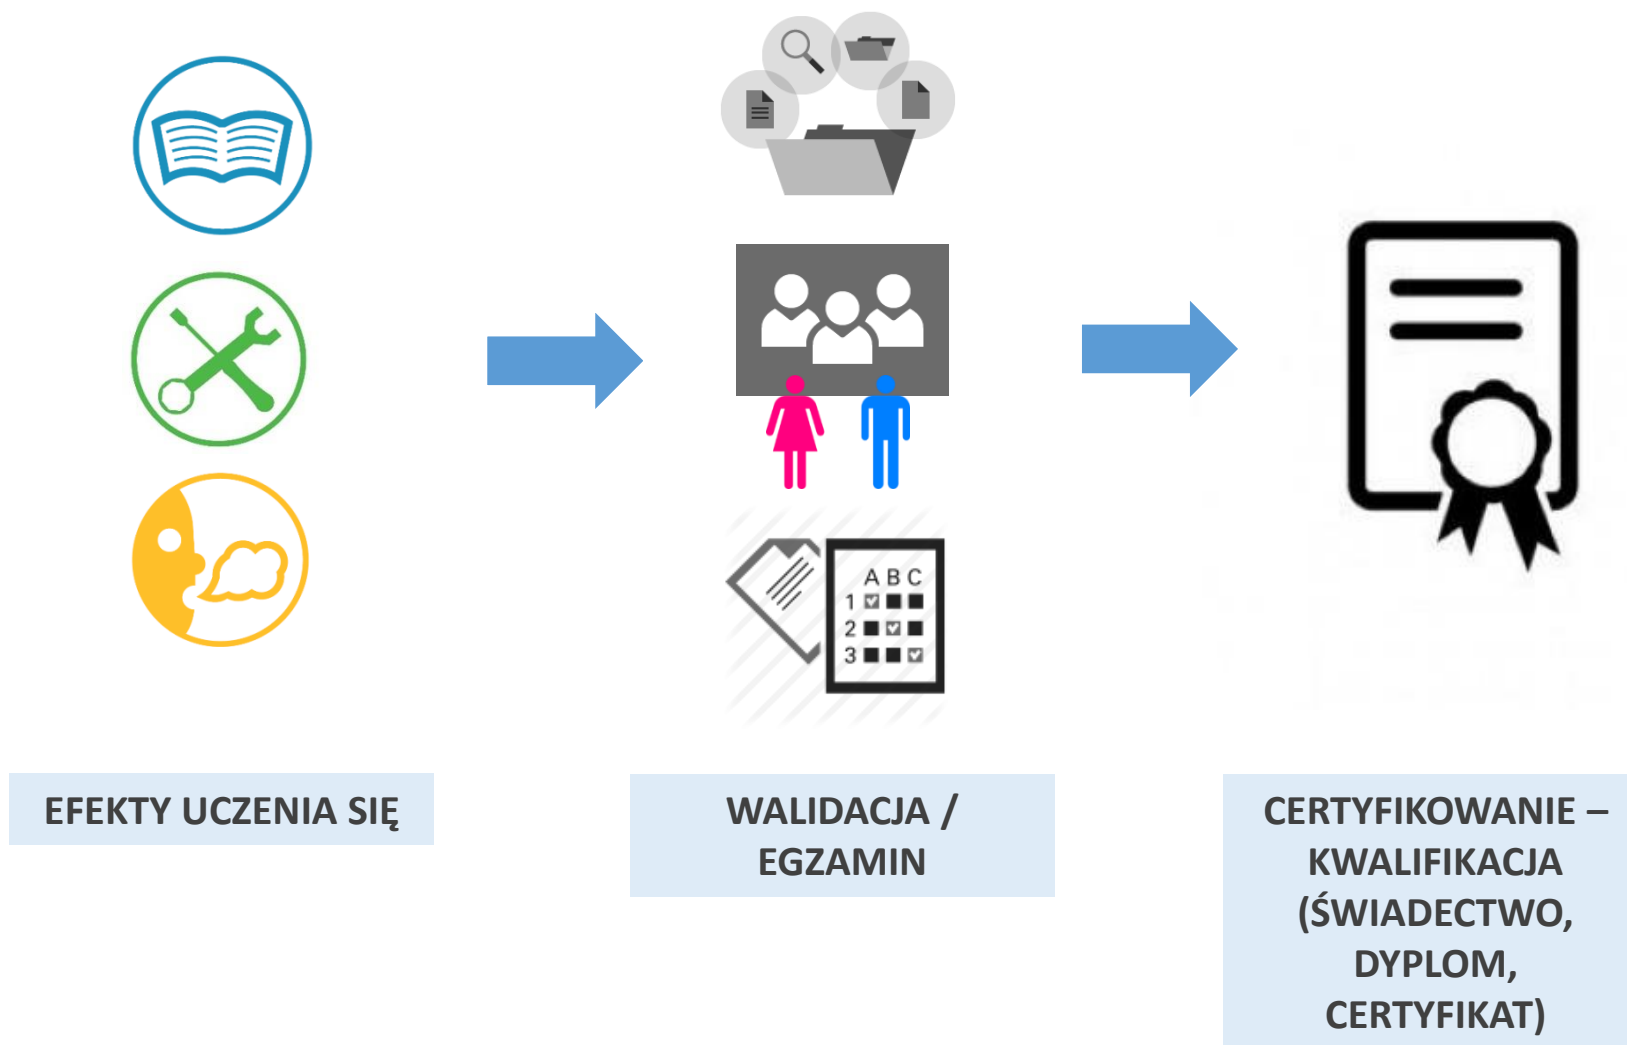 A B C
1
2
3
EFEKTY UCZENIA SIĘ
WALIDACJA /
EGZAMIN
CERTYFIKOWANIE –
KWALIFIKACJA
(ŚWIADECTWO,
DYPLOM,
CERTYFIKAT)